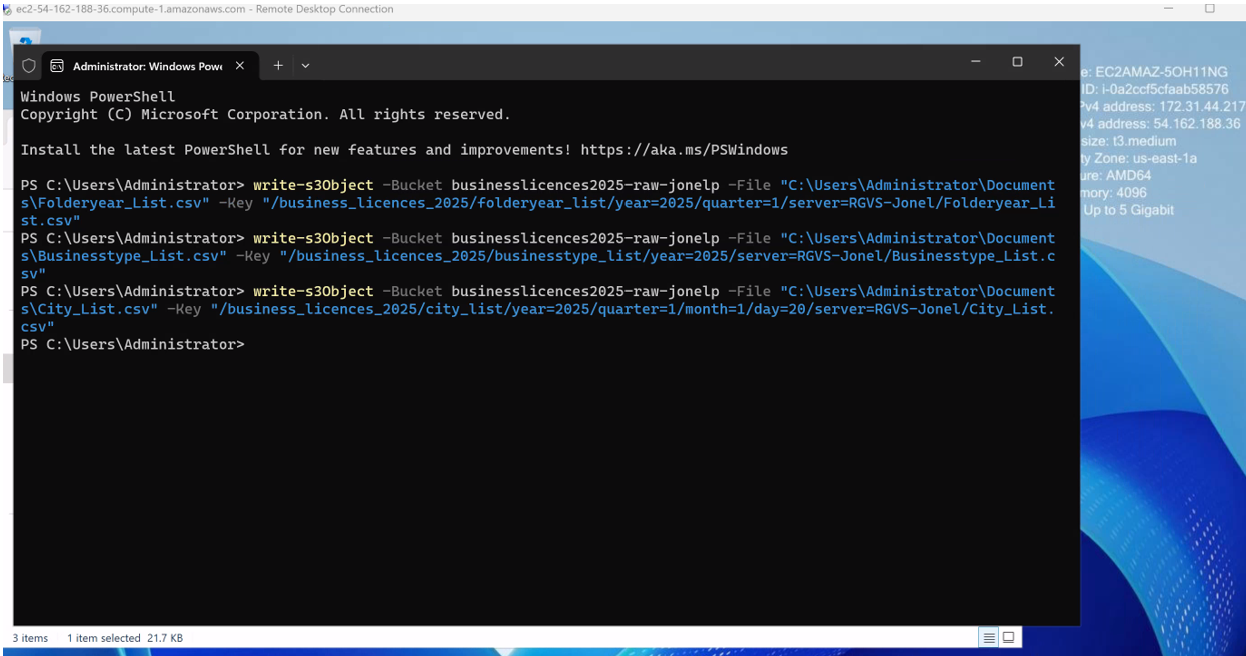 ec2-54-162-188-36.compute-1.amazonaws.com - Remote Desktop Connection
Administrator: Windows Powe
Windows PowerShell
Copyright (C) Microsoft Corporation. All rights reserved.
Install the latest PowerShell for new features and improvements! https://aka.ms/PSWindows
PS C:\Users\Administrator> write-s3Object -Bucket businesslicences2025-raw-jonelp -File "C:\Users\Administrator\Document
s\Folderyear_List.csv" -Key "/business_licences_2025/folderyear_list/year=2025/quarter=1/server=RGVS-Jonel/Folderyear_Li
st.csv"
PS C:\Users\Administrator> write-s3Object -Bucket businesslicences2025-raw-jonelp -File "C:\Users\Administrator\Document
s\Businesstype_List.csv" -Key "/business_licences_2025/businesstype_list/year=2025/server=RGVS-Jonel/Businesstype_List.c
sv"
PS C:\Users\Administrator> write-s3Object -Bucket businesslicences2025-raw-jonelp -File "C:\Users\Administrator\Document
s\City_List.csv" -Key "/business_licences_2025/city_list/year=2025/quarter=1/month=1/day=20/server=RGVS-Jonel/City_List.
csv"
PS C:\Users\Administrator>
e: EC2AMAZ-5OH11NG
ID: i-0a2ccf5cfaab58576
Pv4 address: 172.31.44.217
v4 address: 54.162.188.36
size: t3.medium
ty Zone: us-east-1a
ure: AMD64
mory: 4096
Up to 5 Gigabit
3 items 1 item selected 21.7 KB